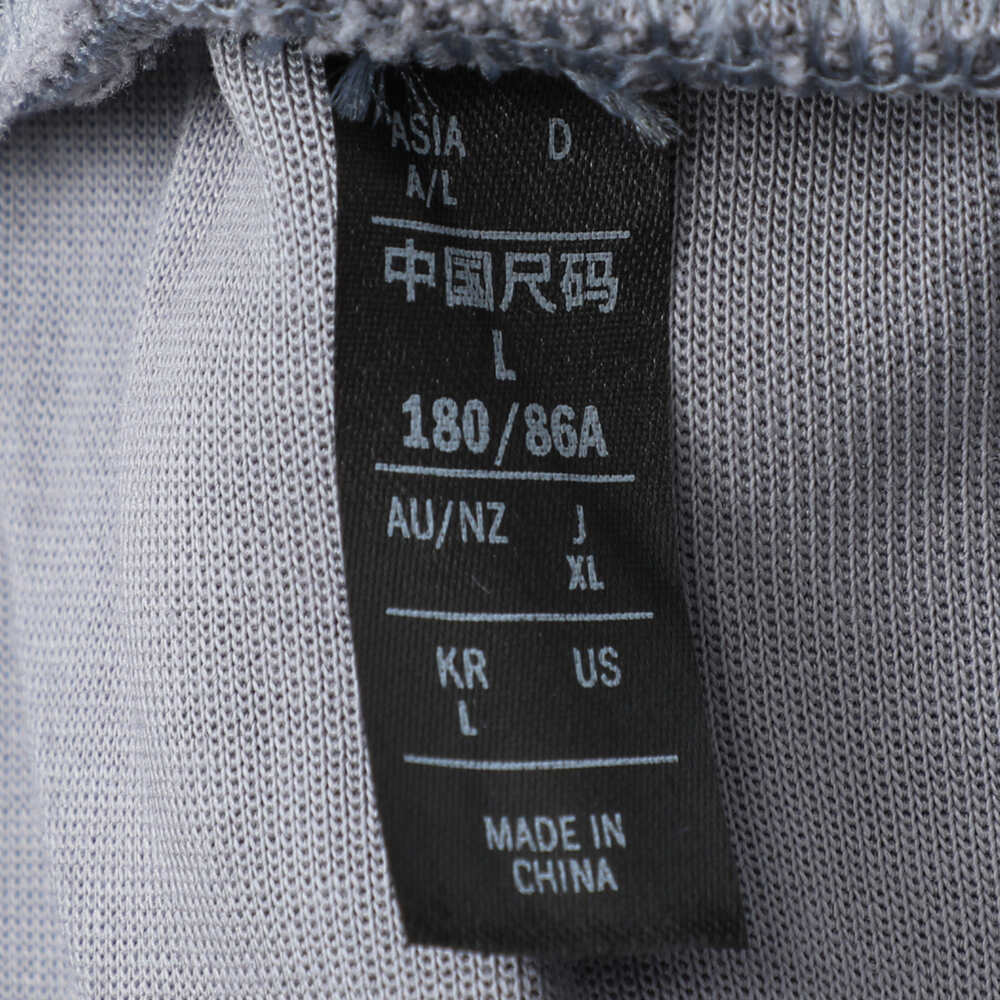 ASIA D
A/L
中国尺码
L
180/86A
AU/NZ J
XL
KR US
L
MADE IN
CHINA